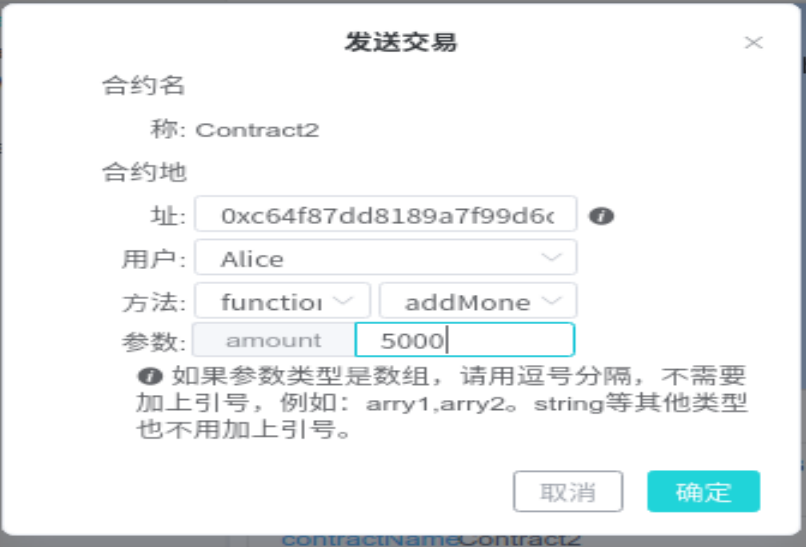 发送交易
合约名
称: Contract2
合约地
址: 0xc64f87dd8189a7f99d6c
用户: Alice
方法: function addMone
参数: amount 5000
如果参数类型是数组，请用逗号分隔，不需要
加上引号，例如：arry1,arry2。string等其他类型
也不用加上引号。
取消 确定
contractNameContract2